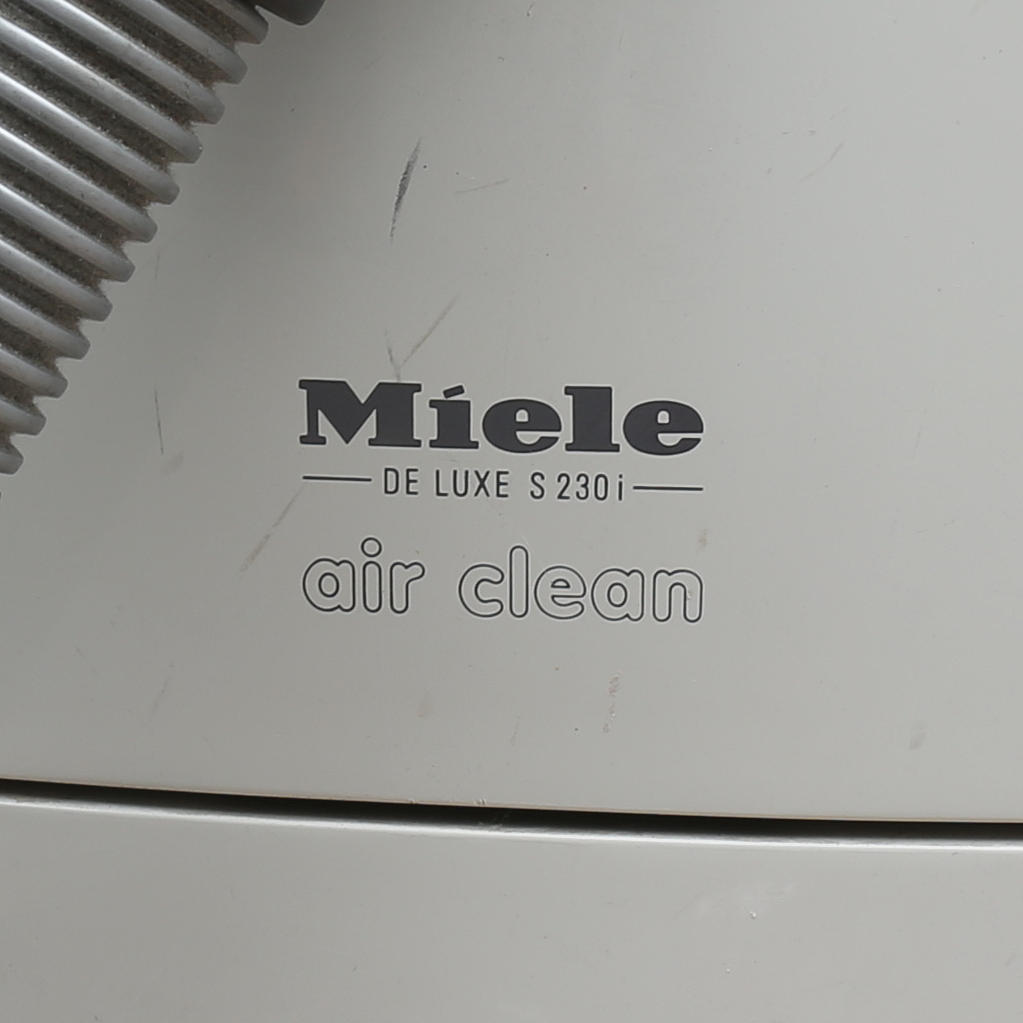 Miele
DE LUXE S 230 i
air clean